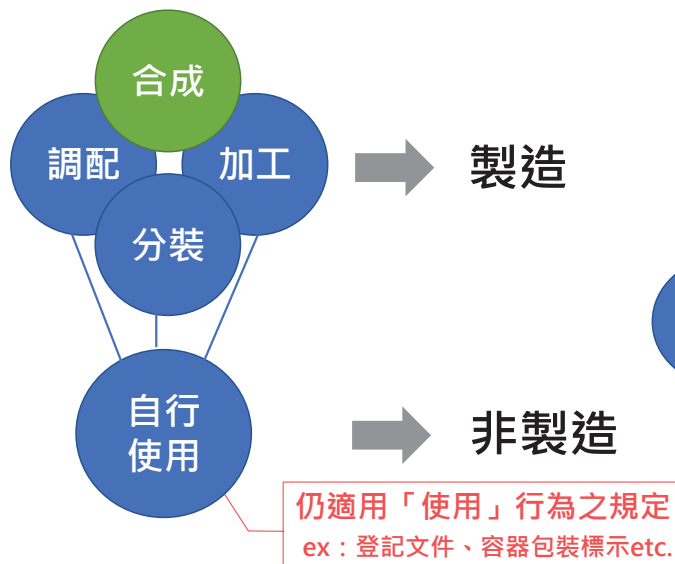 合成
調配
加工
製造
分裝
自行
使用
非製造
仍適用「使用」行為之規定
ex：登記文件、容器包裝標示etc.